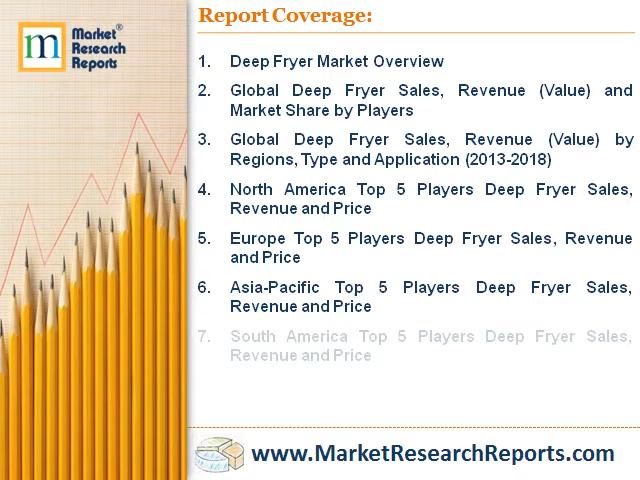 m
Market®
Research
Reports
Report Coverage:
1. Deep Fryer Market Overview
2. Global Deep Fryer Sales, Revenue (Value) and
Market Share by Players
3. Global Deep Fryer Sales, Revenue (Value) by
Regions, Type and Application (2013-2018)
4. North America Top 5 Players Deep Fryer Sales,
Revenue and Price
5. Europe Top 5 Players Deep Fryer Sales, Revenue
and Price
6. Asia-Pacific Top 5 Players Deep Fryer Sales,
Revenue and Price
7. South America Top 5 Players Deep Fryer Sales,
Revenue and Price
www.MarketResearchReports.com